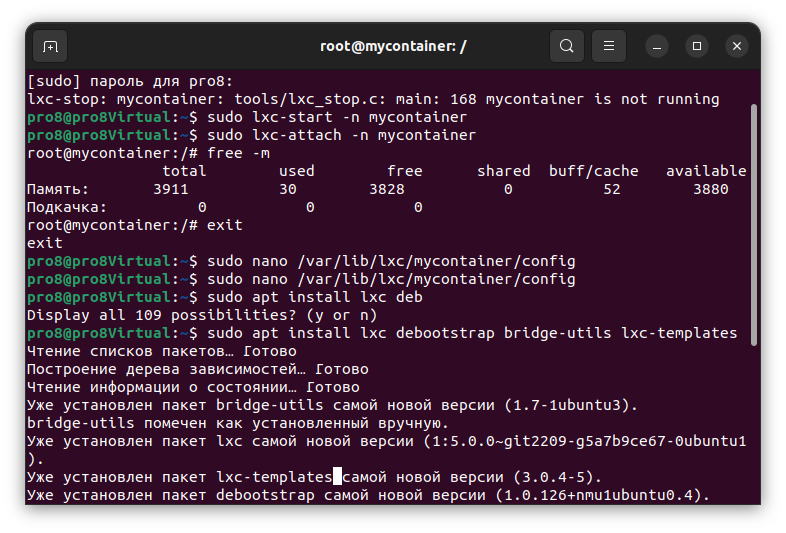 root@mycontainer: /
[sudo] пароль для pro8:
lxc-stop: mycontainer: tools/lxc_stop.c: main: 168 mycontainer is not running
pro8@pro8Virtual:~$ sudo lxc-start -n mycontainer
pro8@pro8Virtual:~$ sudo lxc-attach -n mycontainer
root@mycontainer:/# free -m
total used free shared buff/cache available
Память: 3911 30 3828 0 52 3880
Подкачка: 0 0 0
root@mycontainer:/# exit
exit
pro8@pro8Virtual:~$ sudo nano /var/lib/lxc/mycontainer/config
pro8@pro8Virtual:~$ sudo nano /var/lib/lxc/mycontainer/config
pro8@pro8Virtual:~$ sudo apt install lxc deb
Display all 109 possibilities? (y or n)
pro8@pro8Virtual:~$ sudo apt install lxc debootstrap bridge-utils lxc-templates
Чтение списков пакетов… Готово
Построение дерева зависимостей… Готово
Чтение информации о состоянии… Готово
Уже установлен пакет bridge-utils самой новой версии (1.7-1ubuntu3).
bridge-utils помечен как установленный вручную.
Уже установлен пакет lxc самой новой версии (1:5.0.0~git2209-g5a7b9ce67-0ubuntu1
).
Уже установлен пакет lxc-templates самой новой версии (3.0.4-5).
Уже установлен пакет debootstrap самой новой версии (1.0.126+nmu1ubuntu0.4).